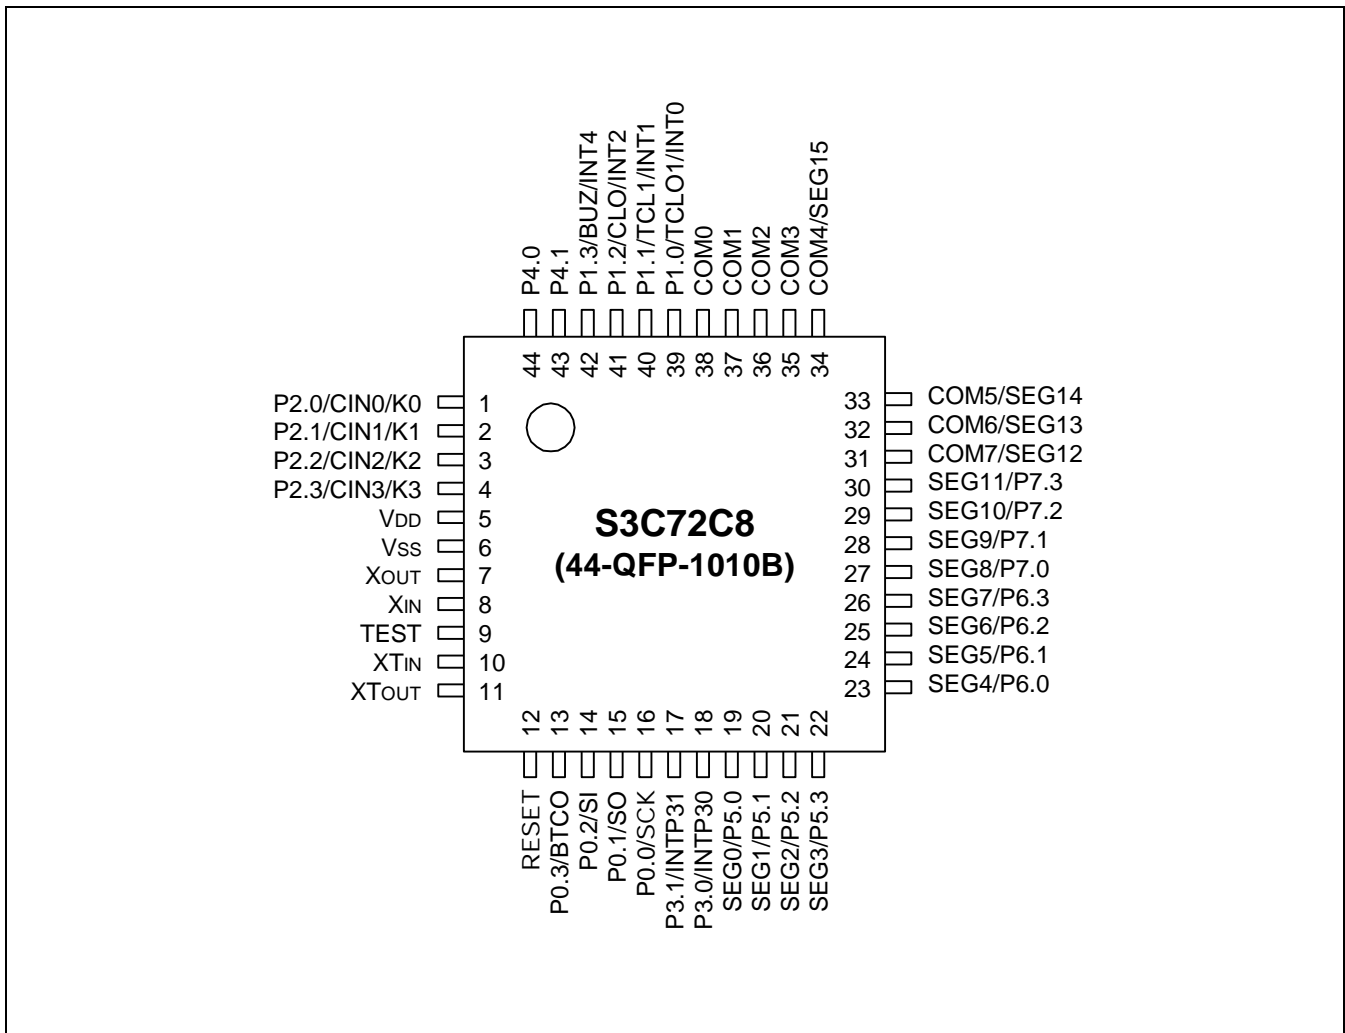 P4.0
P4.1
P1.3/BUZ/INT4
P1.2/CLO/INT2
P1.1/TCL1/INT1
P1.0/TCLO1/INT0
COM0
COM1
COM2
COM3
COM4/SEG15
44
43
42
41
40
39
38
37
36
35
34
P2.0/CIN0/K0 1
P2.1/CIN1/K1 2
P2.2/CIN2/K2 3
P2.3/CIN3/K3 4
VDD 5
VSS 6
XOUT 7
XIN 8
TEST 9
XTIN 10
XTOUT 11
S3C72C8
(44-QFP-1010B)
33 COM5/SEG14
32 COM6/SEG13
31 COM7/SEG12
30 SEG11/P7.3
29 SEG10/P7.2
28 SEG9/P7.1
27 SEG8/P7.0
26 SEG7/P6.3
25 SEG6/P6.2
24 SEG5/P6.1
23 SEG4/P6.0
12
13
14
15
16
17
18
19
20
21
22
RESET
P0.3/BTCO
P0.2/SI
P0.1/SO
P0.0/SCK
P3.1/INTP31
P3.0/INTP30
SEG0/P5.0
SEG1/P5.1
SEG2/P5.2
SEG3/P5.3